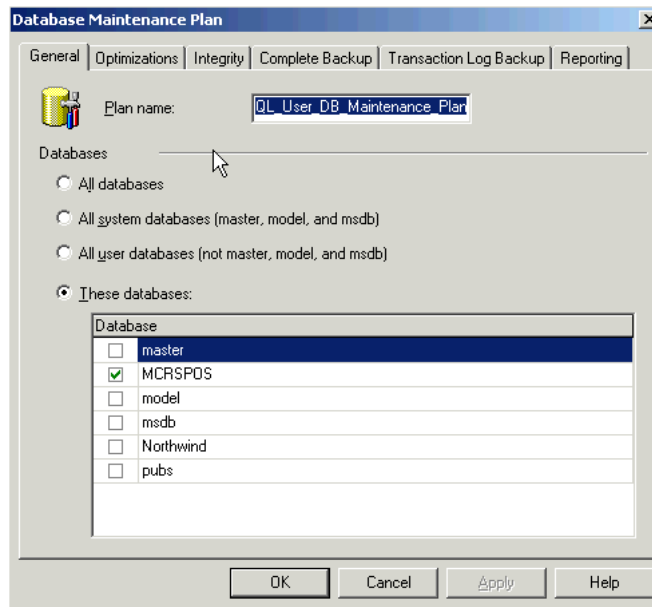 Database Maintenance Plan
General Optimizations Integrity Complete Backup Transaction Log Backup Reporting
Plan name: QL_User_DB_Maintenance_Plan
Databases
All databases
All system databases (master, model, and msdb)
All user databases (not master, model, and msdb)
These databases:
Database
master
MCRSPOS
model
msdb
Northwind
pubs
OK Cancel Apply Help